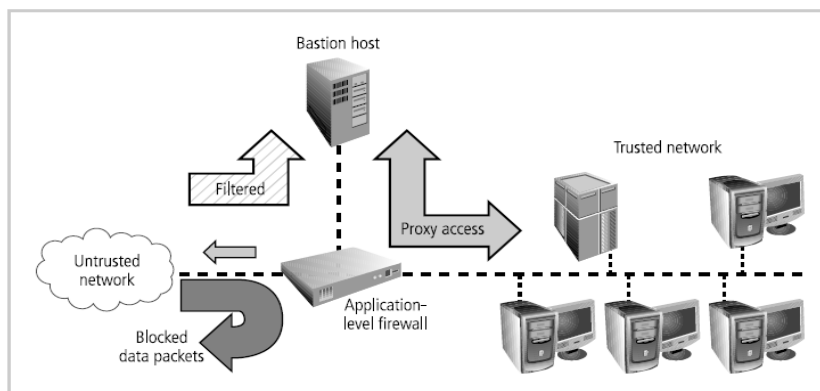 Bastion host
Trusted network
Filtered
Proxy access
Untrusted
network
Application-
level firewall
Blocked
data packets